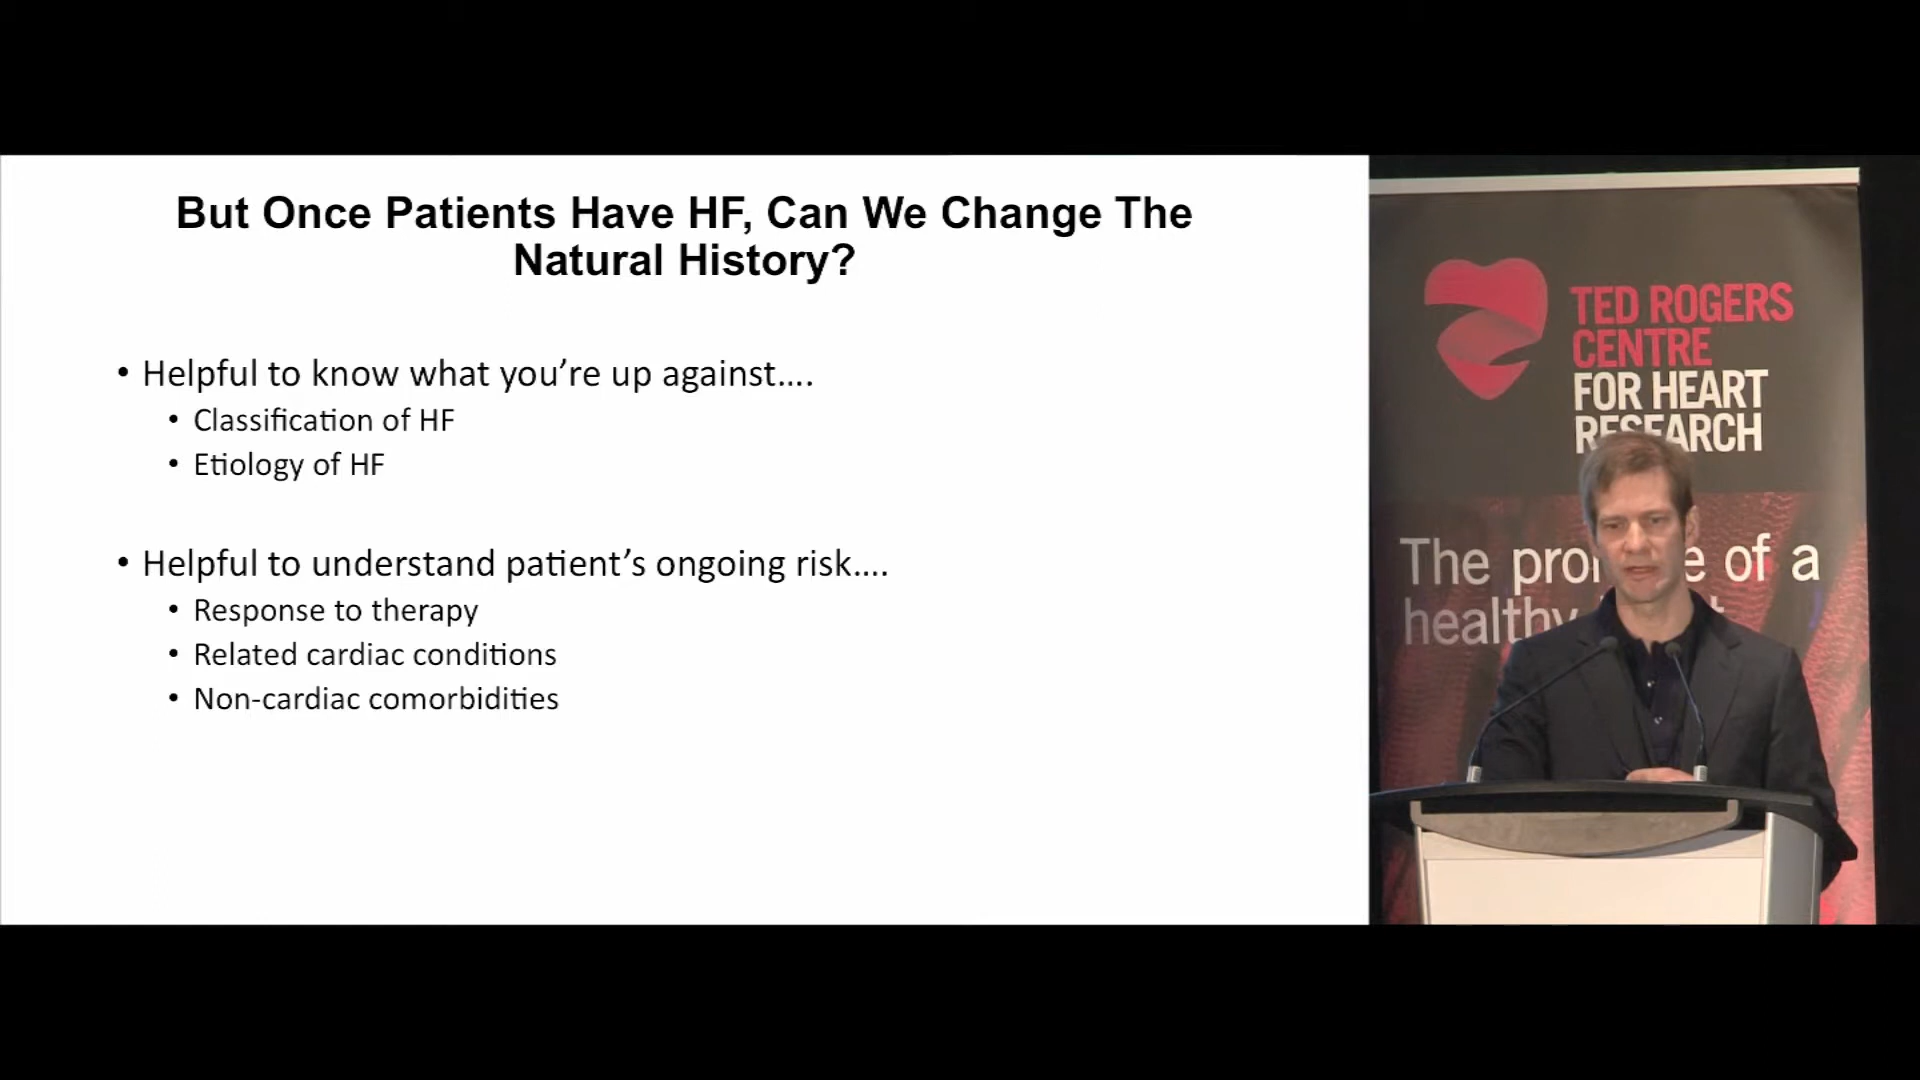 But Once Patients Have HF, Can We Change The
Natural History?
• Helpful to know what you're up against....
• Classification of HF
• Etiology of HF
• Helpful to understand patient's ongoing risk....
• Response to therapy
• Related cardiac conditions
• Non-cardiac comorbidities
TED ROGERS
CENTRE
FOR HEART
RESEARCH
The of a
healthy